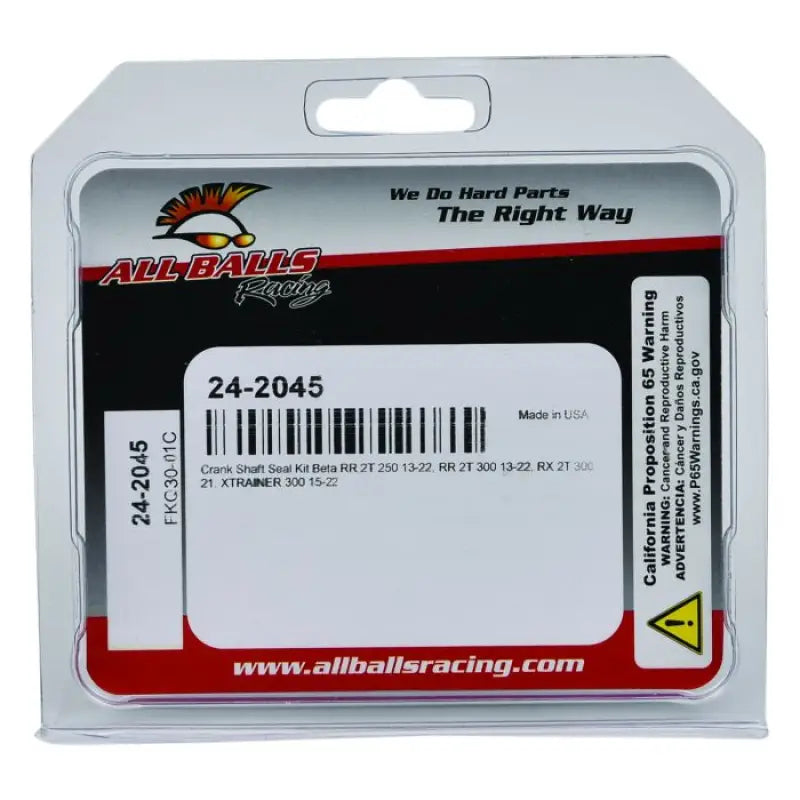 We Do Hard Parts
The Right Way
ALL BALLS
Racing
24-2045
Made in USA
Crank Shaft Seal Kit Beta RR 2T 250 13-22, RR 2T 300 13-22, RX 2T 300
21, XTRAINER 300 15-22
24-2045
FKC30-01C
California Proposition 65 Warning
WARNING: Cancer and Reproductive Harm
ADVERTENCIA: Cáncer y Daños Reproductivos
www.P65Warnings.ca.gov
www.allballsracing.com